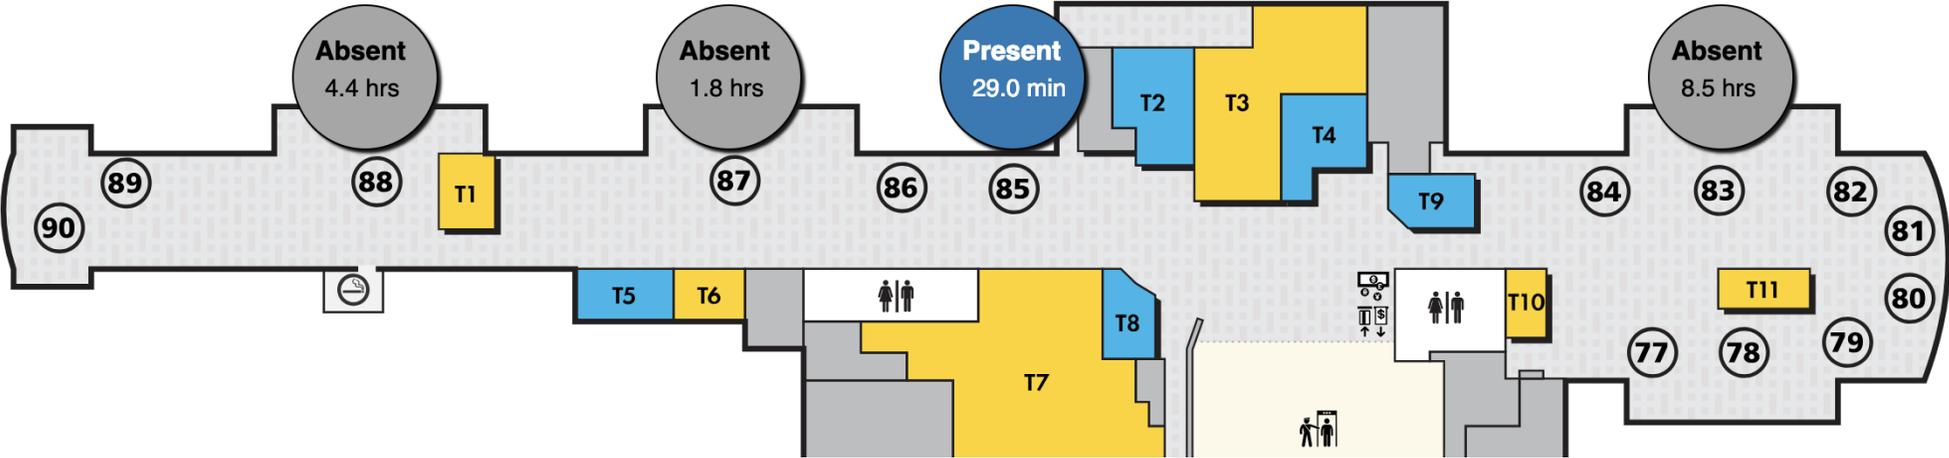 Absent
4.4 hrs
Absent
1.8 hrs
Present
29.0 min
Absent
8.5 hrs
T2
T3
T4
89
88
T1
87
86
85
T9
84
83
82
90
81
T5
T6
T8
$
T10
T11
80
77
78
79
T7